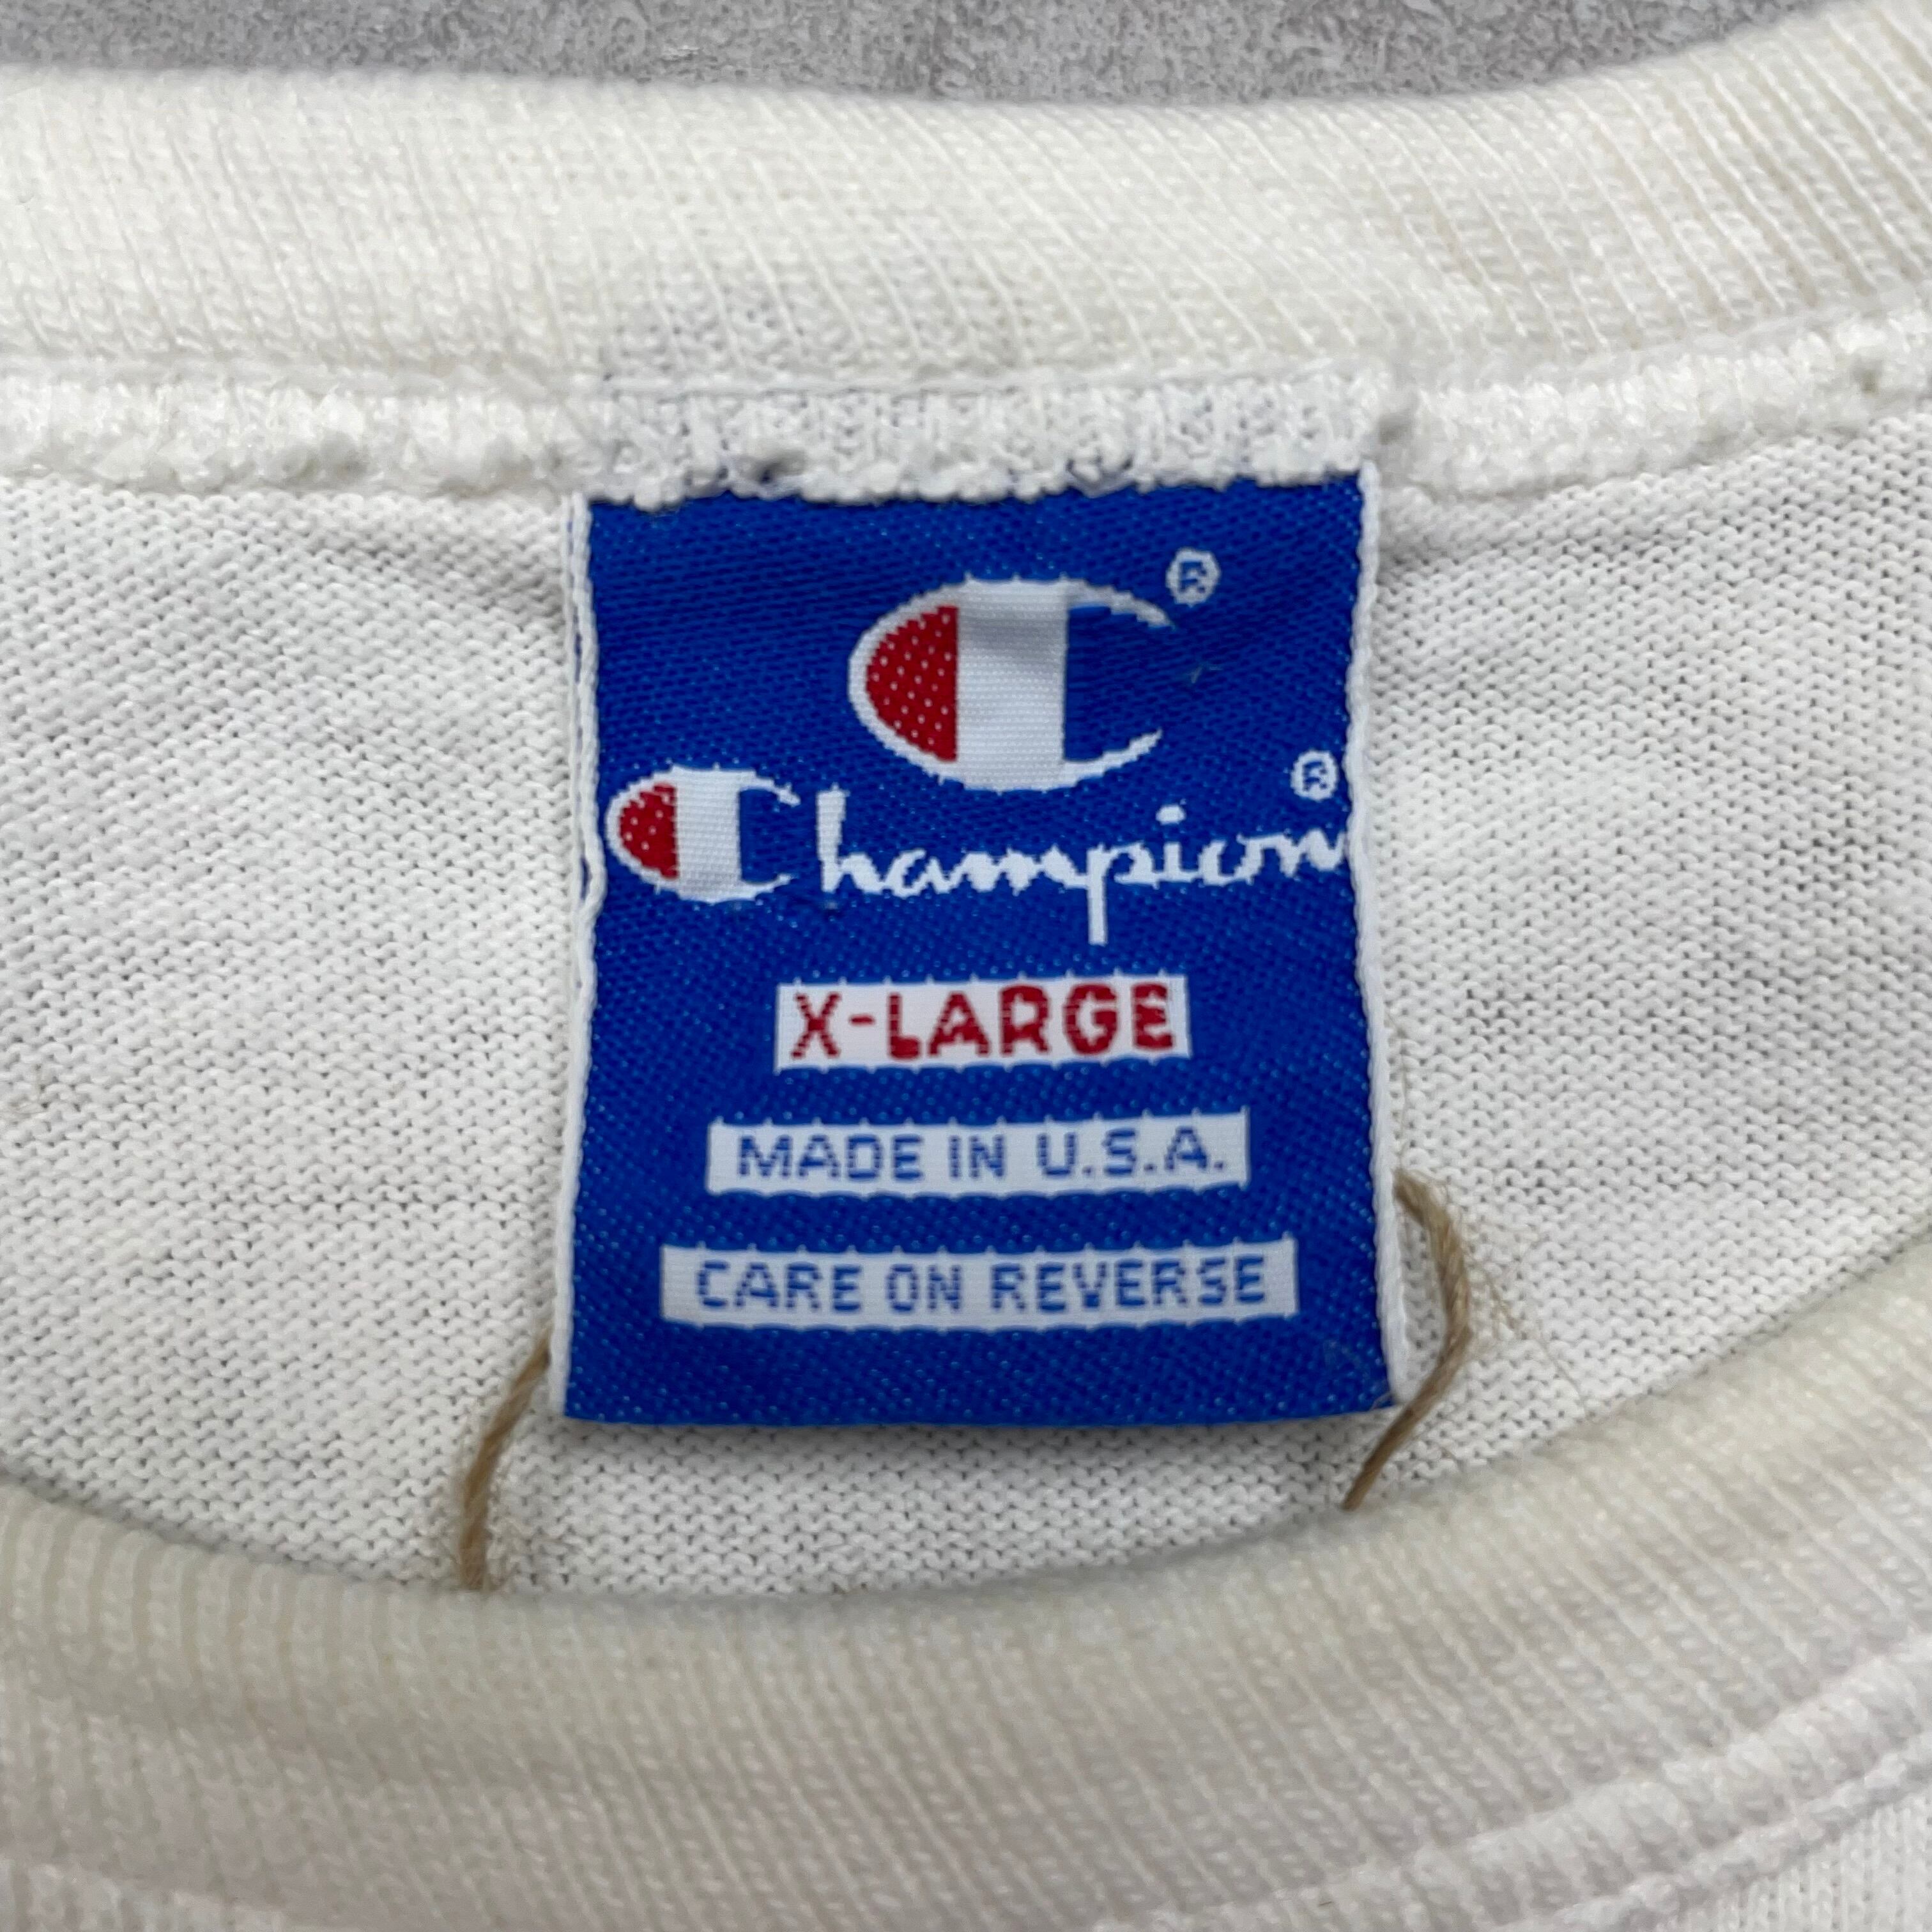 C®
Champion®
X-LARGE
MADE IN U.S.A.
CARE ON REVERSE